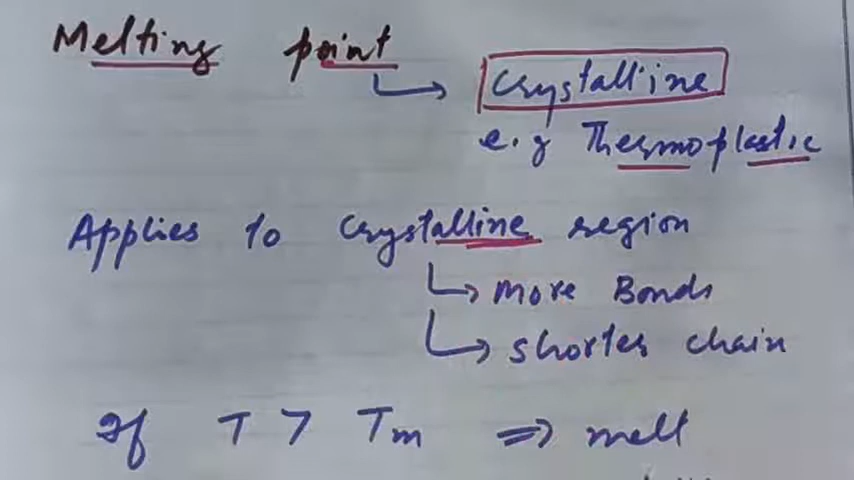 Melting point
↳ Crystalline
e.g Thermoplastic
Applies to crystalline region
↳ More Bonds
↳ shorter chain
If T > Tm ⇒ melt